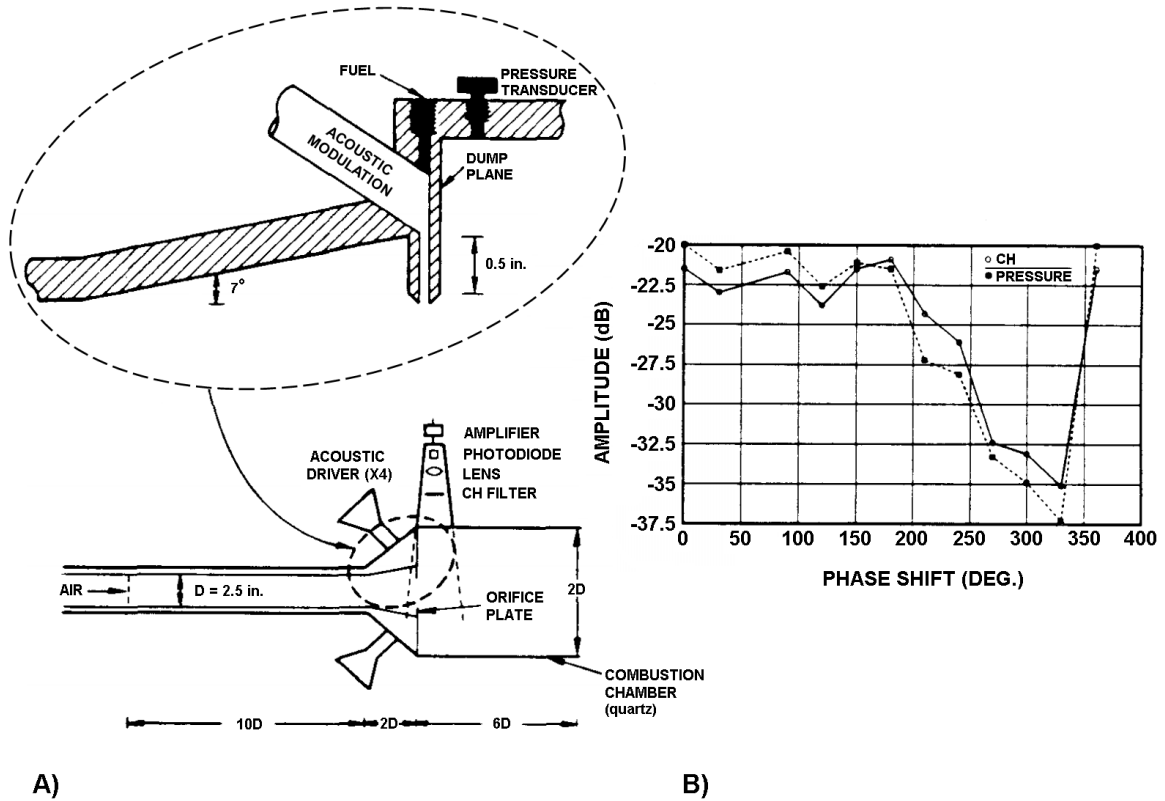 FUEL
PRESSURE
TRANSDUCER
ACOUSTIC
MODULATION
DUMP
PLANE
0.5 in.
7°
AMPLIFIER
PHOTODIODE
LENS
CH FILTER
ACOUSTIC
DRIVER (X4)
AIR
D = 2.5 in.
2D
ORIFICE
PLATE
COMBUSTION
CHAMBER
(quartz)
10D
2D
6D
A)
-20
-22.5
-25
-27.5
-30
-32.5
-35
-37.5
AMPLITUDE (dB)
CH
PRESSURE
0
50
100
150
200
250
300
350
400
PHASE SHIFT (DEG.)
B)